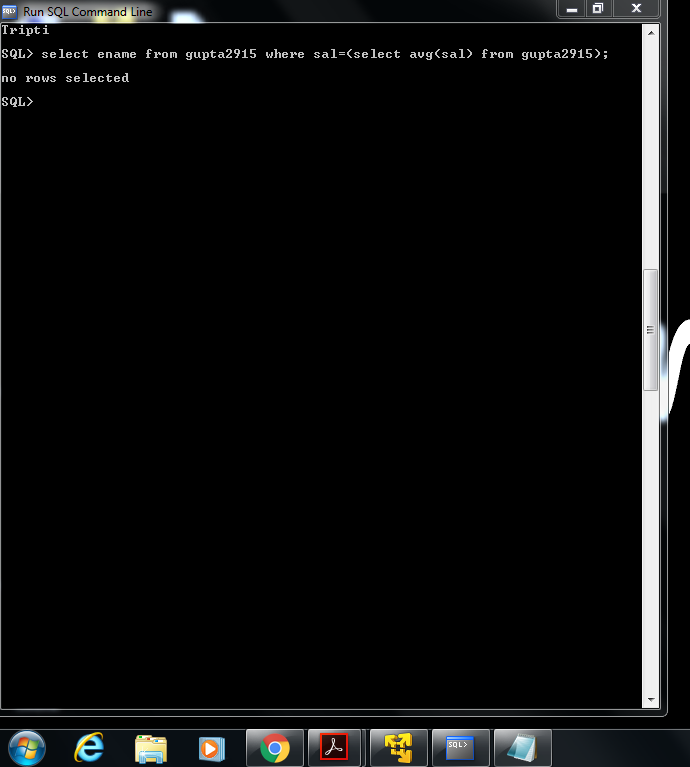 Run SQL Command Line
Tripti
SQL> select ename from gupta2915 where sal=(select avg(sal) from gupta2915);
no rows selected
SQL>